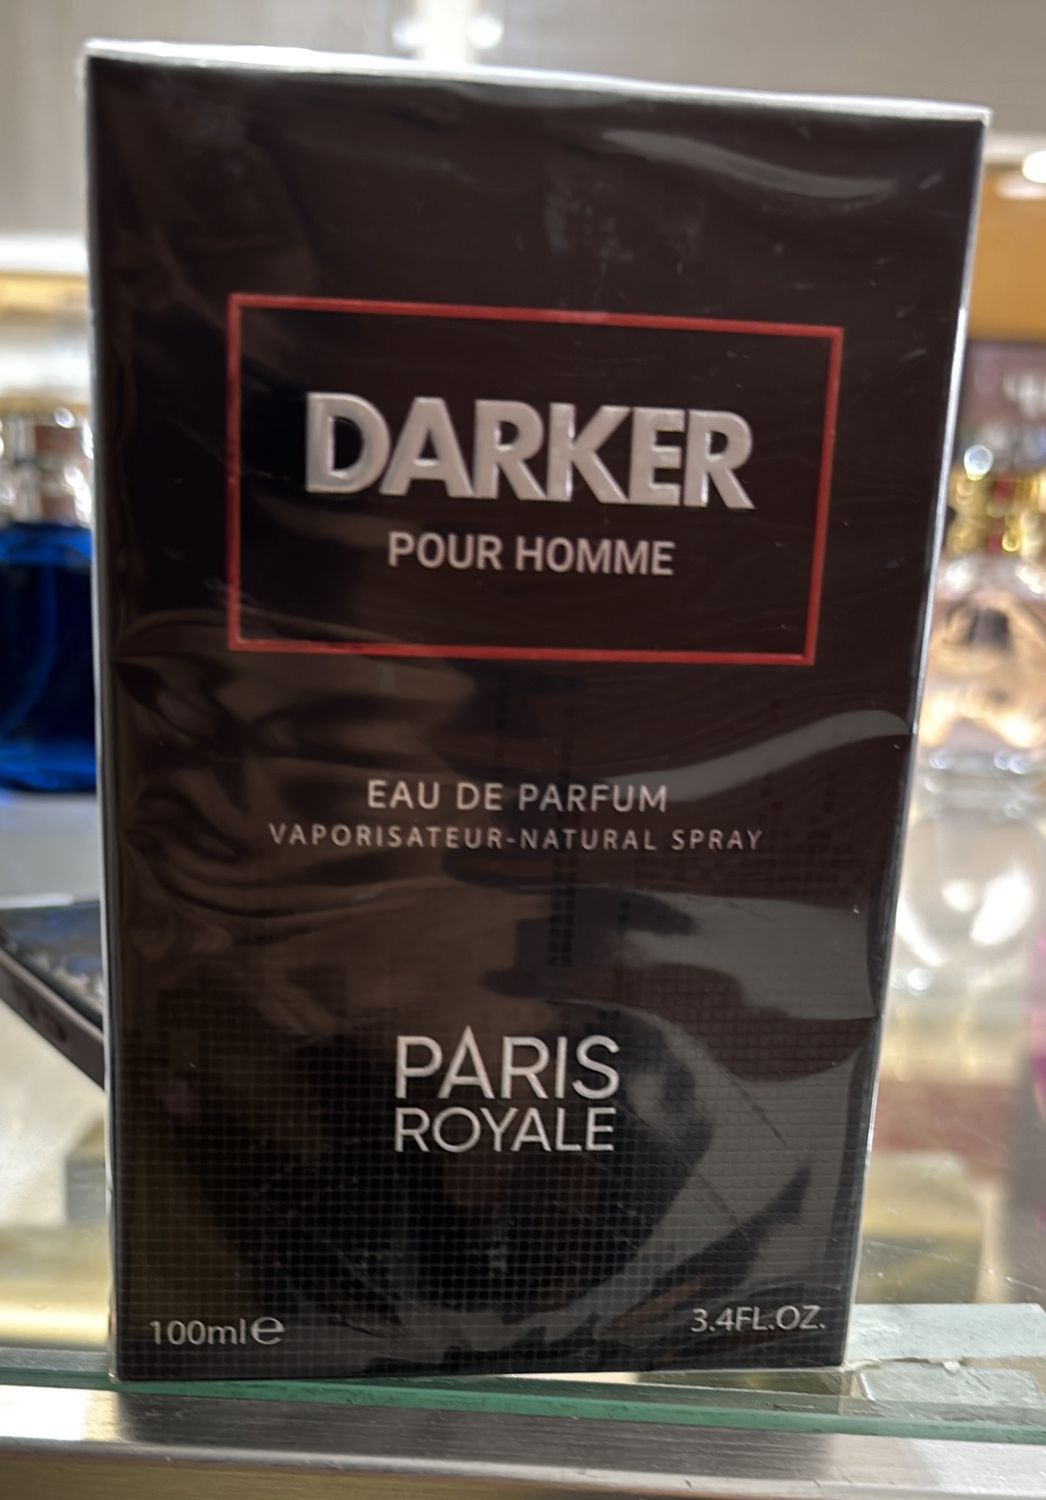 DARKER
POUR HOMME
EAU DE PARFUM
VAPORISATEUR-NATURAL SPRAY
PARIS
ROYALE
100ml℮
3.4FL.OZ.